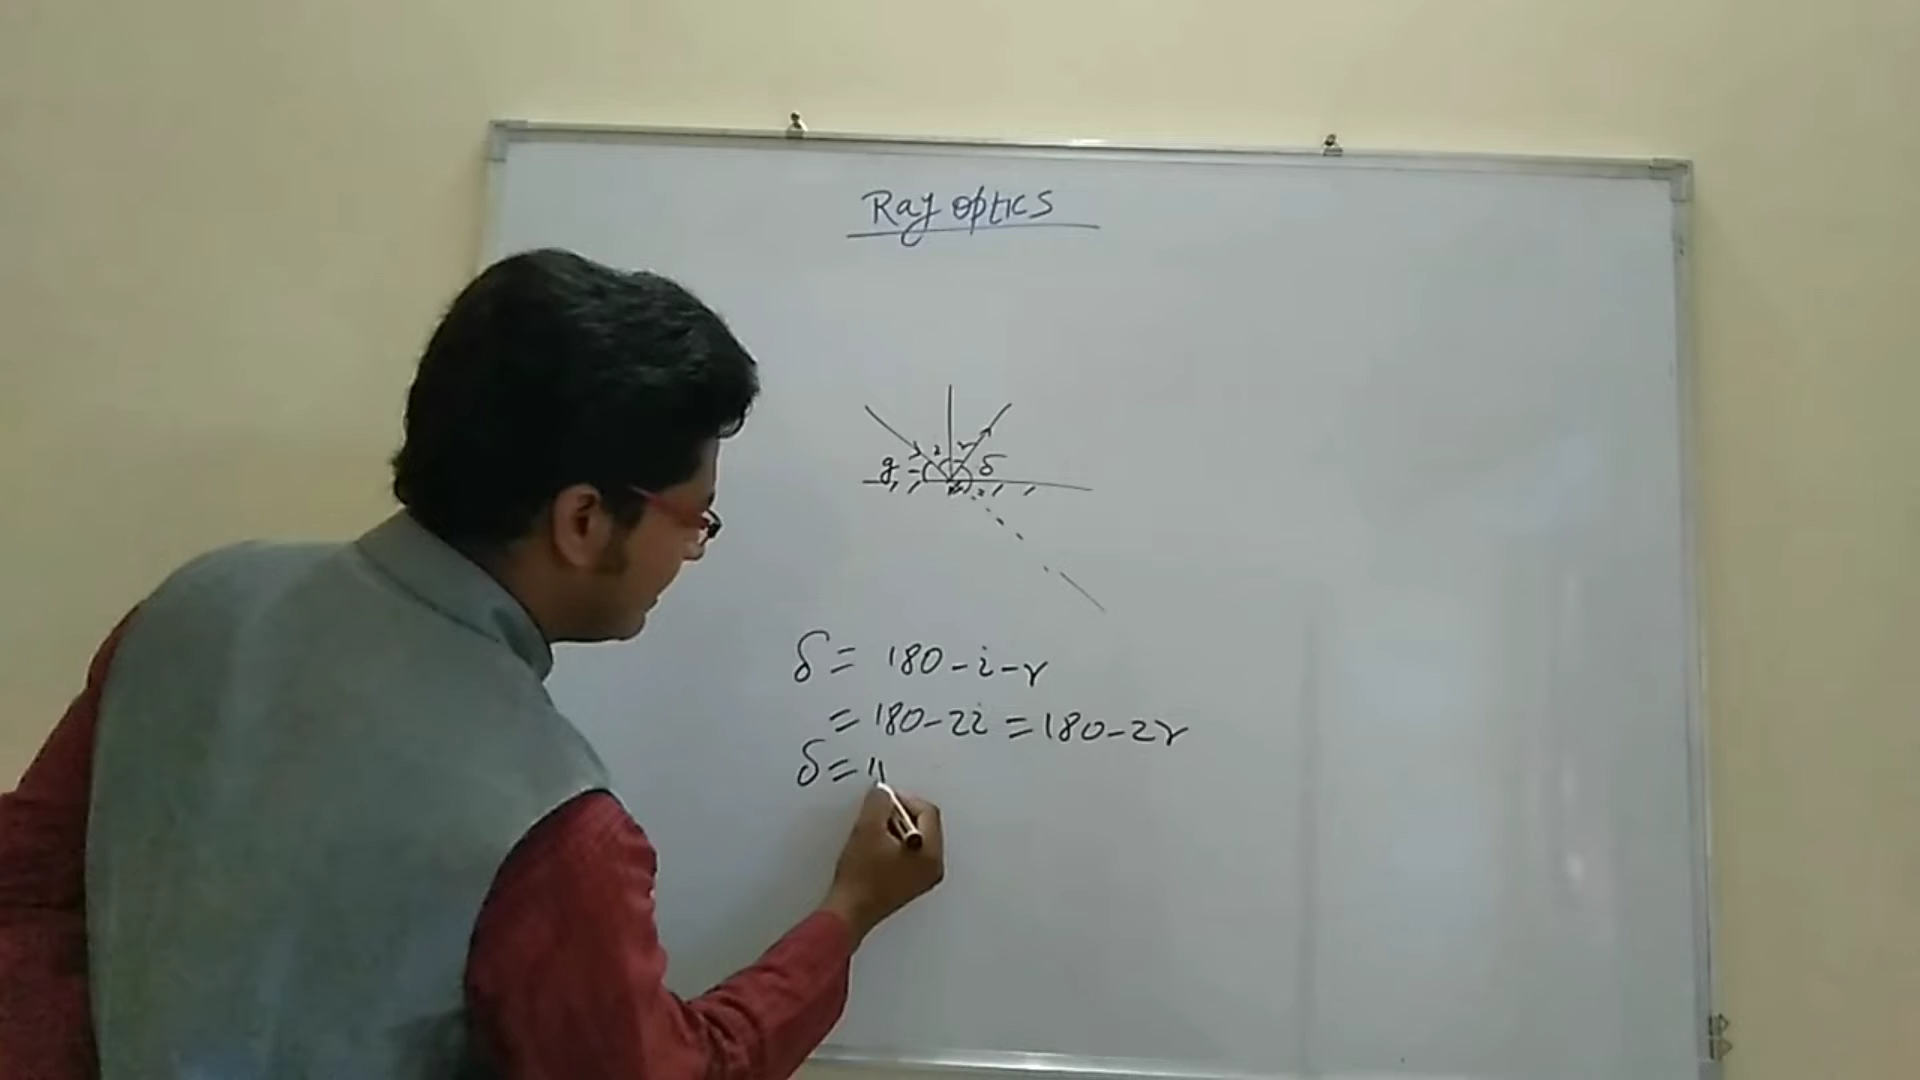 Ray optics
g i r δ
δ = 180 - i - r
= 180 - 2i = 180 - 2r
δ =